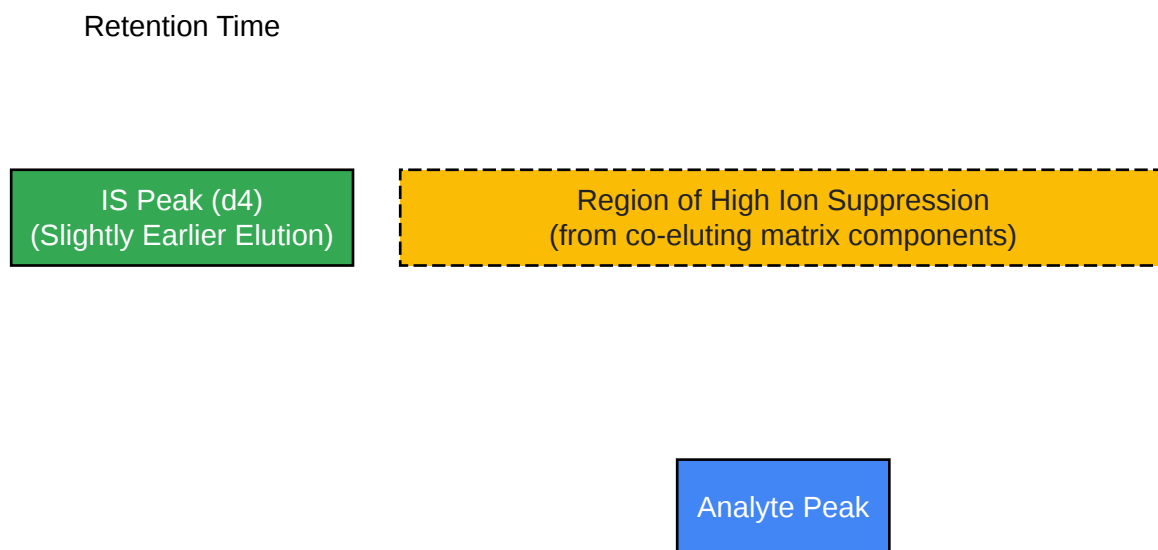 Retention Time
IS Peak (d4)
(Slightly Earlier Elution)
Region of High Ion Suppression
(from co-eluting matrix components)
Analyte Peak